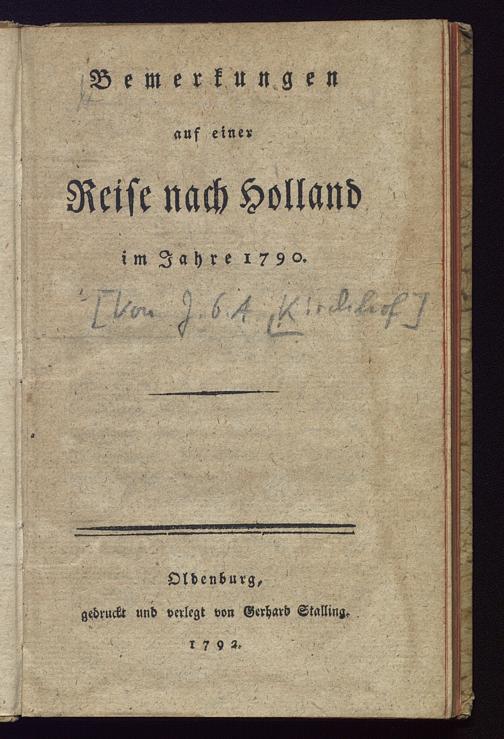 Bemerkungen
auf einer
Reiſe nach Holland
im Jahre 1790.
[Von J. G. A. Kirchhof]
Oldenburg,
gedruckt und verlegt von Gerhard Stalling.
1792.